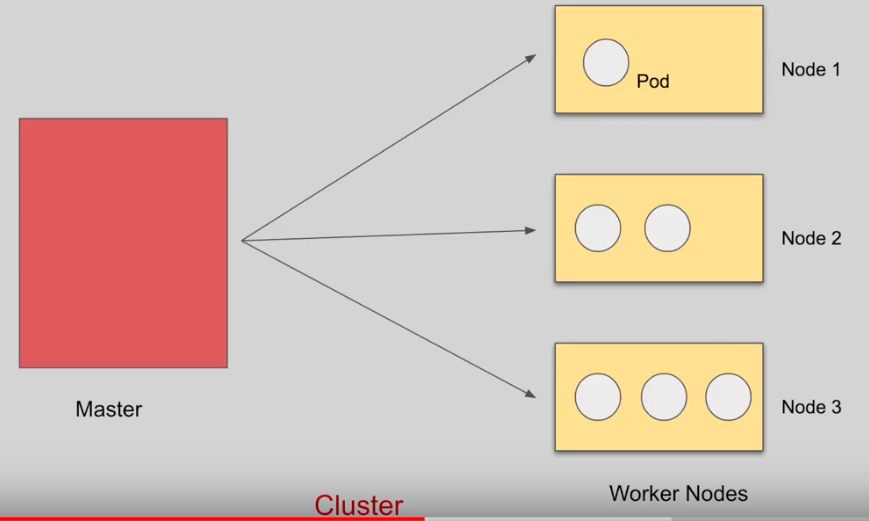 Pod
Node 1
Node 2
Node 3
Master
Worker Nodes
Cluster